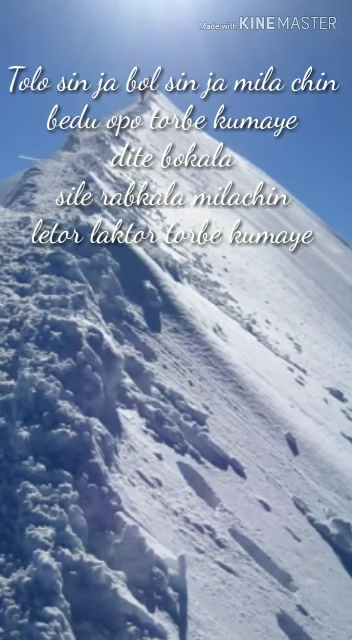 Made with KINEMASTER
Tolo sin ja bol sin ja mila chin
bedu opo torbe kumaye
dite bokala
sile rabkala milachin
letor laktor torbe kumaye